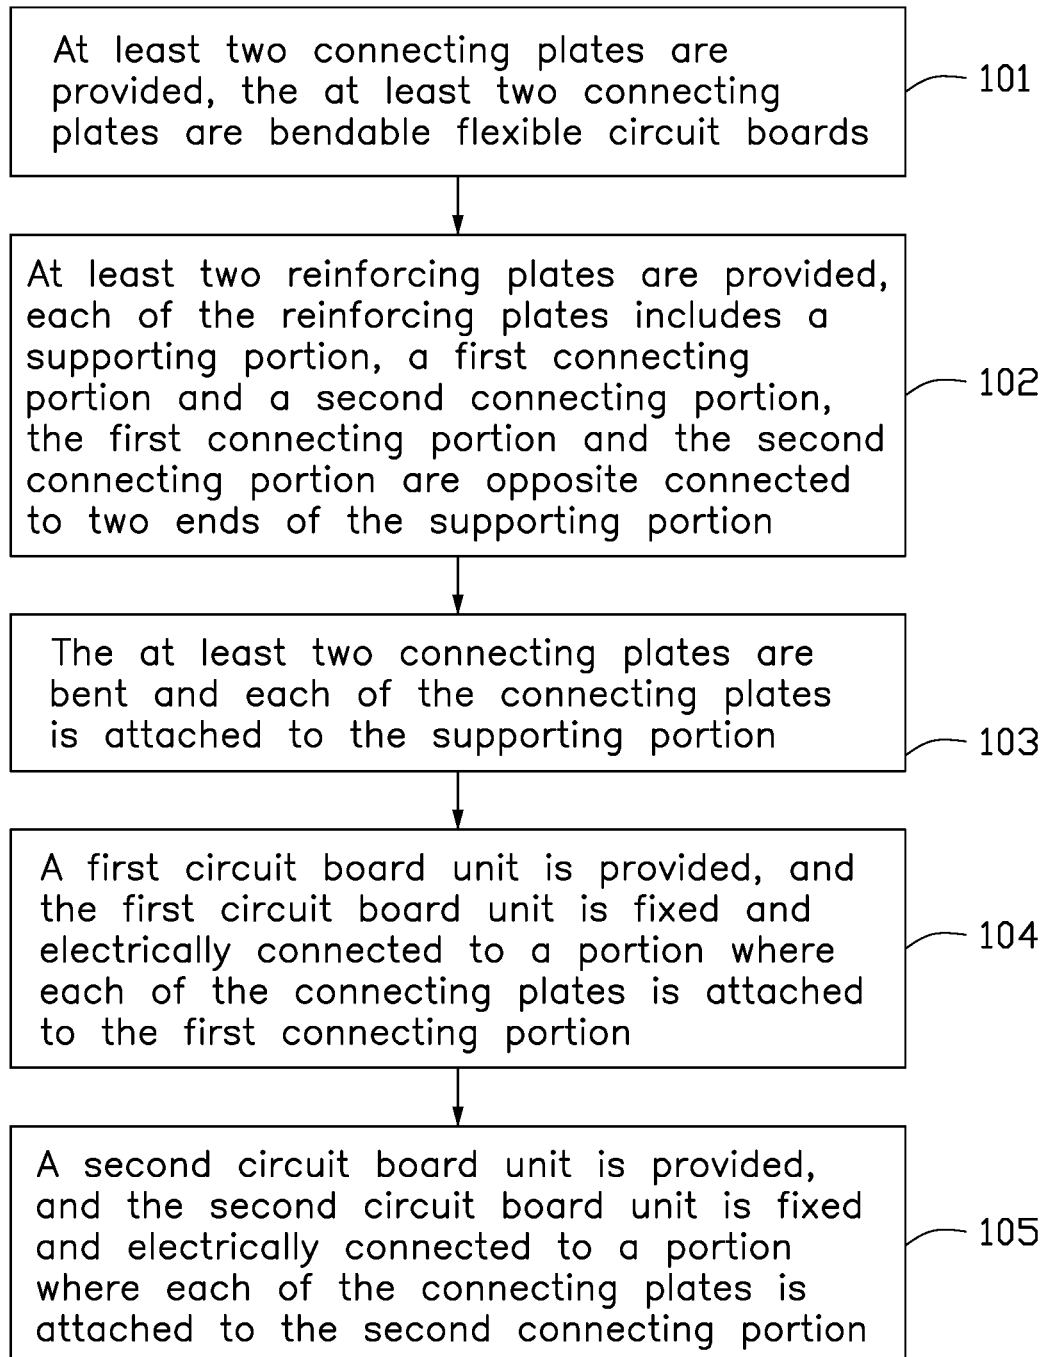 At least two connecting plates are
provided, the at least two connecting
plates are bendable flexible circuit boards
101
At least two reinforcing plates are provided,
each of the reinforcing plates includes a
supporting portion, a first connecting
portion and a second connecting portion,
the first connecting portion and the second
connecting portion are opposite connected
to two ends of the supporting portion
102
The at least two connecting plates are
bent and each of the connecting plates
is attached to the supporting portion
103
A first circuit board unit is provided, and
the first circuit board unit is fixed and
electrically connected to a portion where
each of the connecting plates is attached
to the first connecting portion
104
A second circuit board unit is provided,
and the second circuit board unit is fixed
and electrically connected to a portion
where each of the connecting plates is
attached to the second connecting portion
105